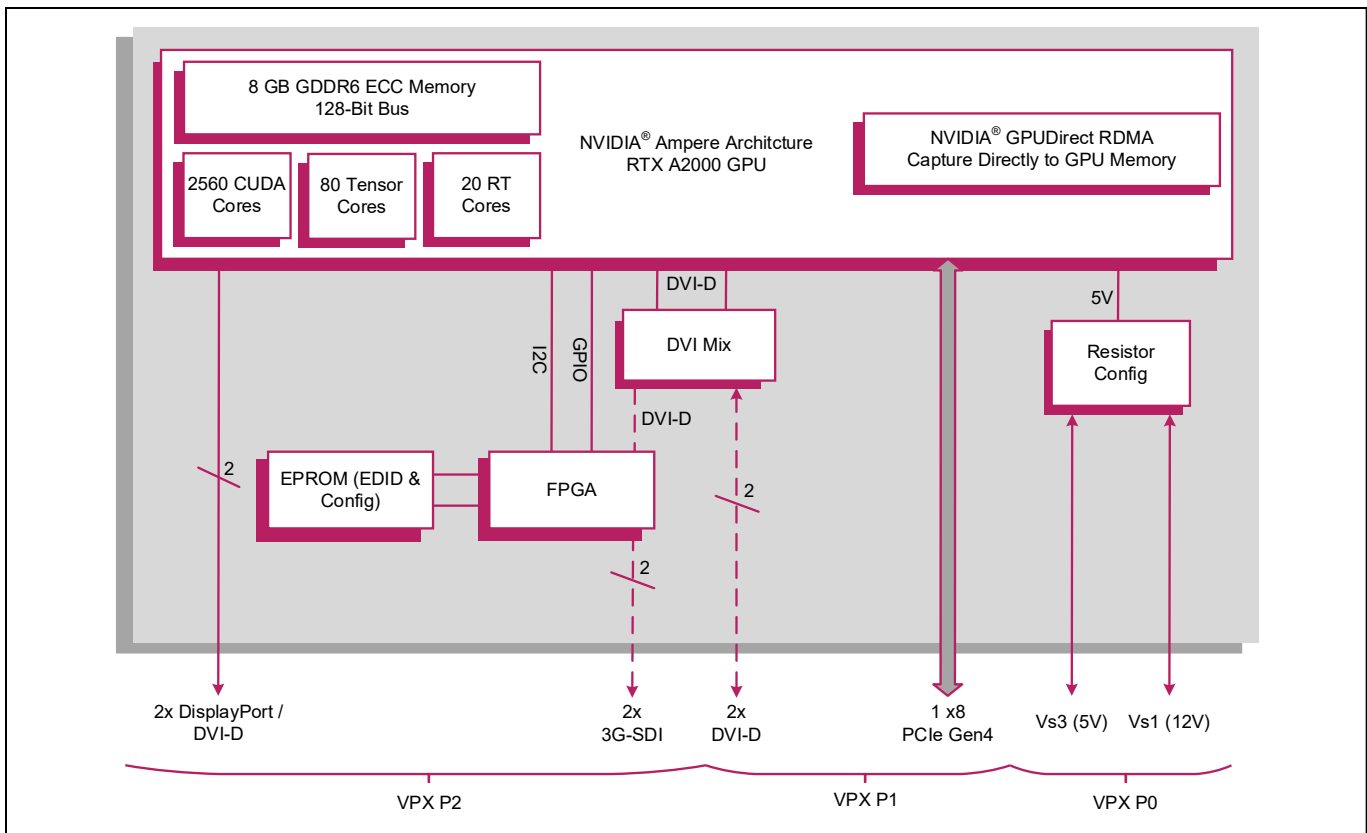 8 GB GDDR6 ECC Memory
128-Bit Bus
NVIDIA® Ampere Architcture
RTX A2000 GPU
NVIDIA® GPUDirect RDMA
Capture Directly to GPU Memory
2560 CUDA
Cores
80 Tensor
Cores
20 RT
Cores
DVI-D
5V
I2C
GPIO
DVI Mix
Resistor
Config
DVI-D
2
EPROM (EDID &
Config)
FPGA
2
2
2x DisplayPort /
DVI-D
2x
3G-SDI
2x
DVI-D
1 x8
PCIe Gen4
Vs3 (5V)
Vs1 (12V)
VPX P2
VPX P1
VPX P0